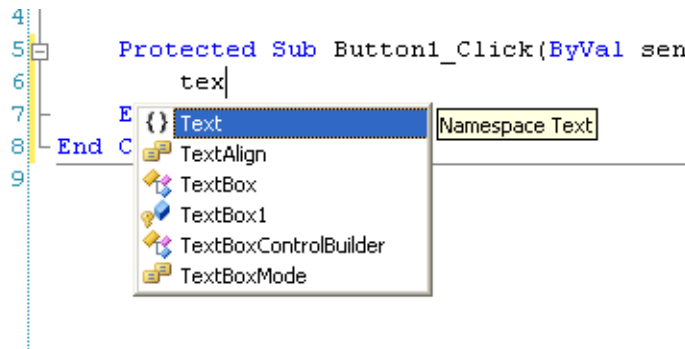 4
5 Protected Sub Button1_Click(ByVal sen
6 tex
7 E
{} Text Namespace Text
8 End C
TextAlign
9
TextBox
TextBox1
TextBoxControlBuilder
TextBoxMode